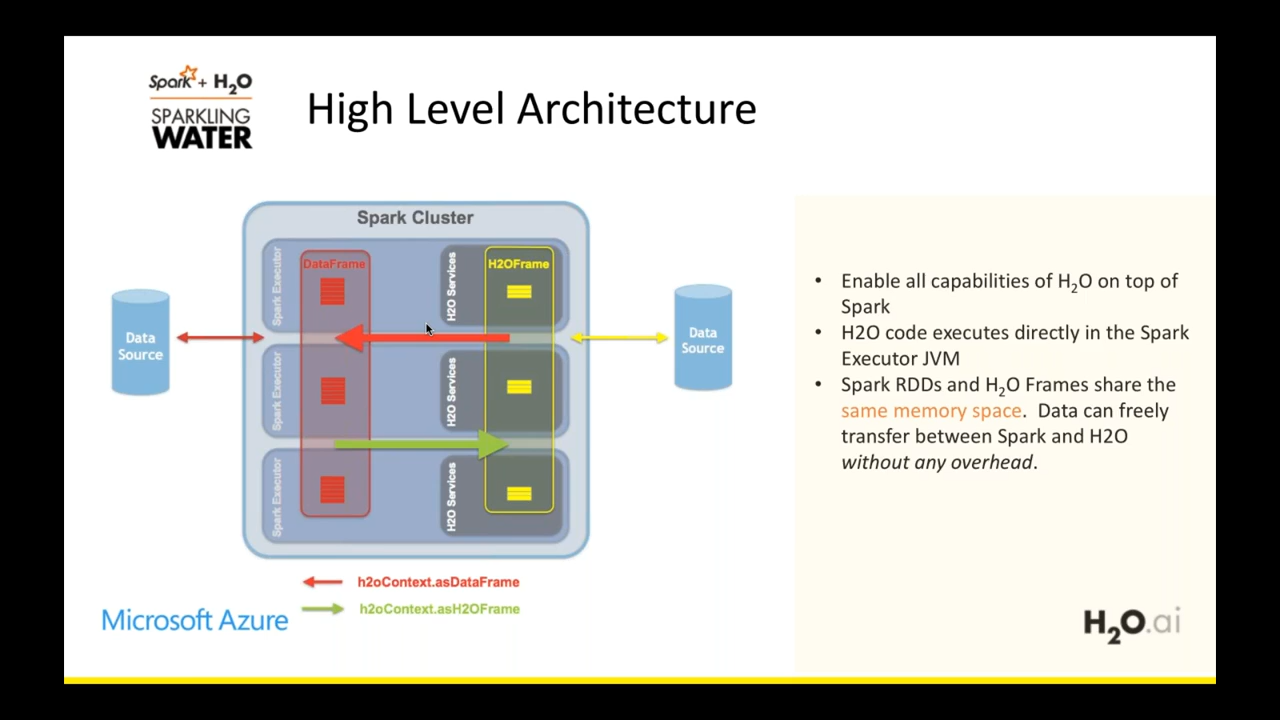 Spark + H2O
SPARKLING
WATER
High Level Architecture
Spark Cluster
Spark Executor
DataFrame
H2O Services
H2OFrame
Spark Executor
H2O Services
Spark Executor
H2O Services
Data
Source
Data
Source
h2oContext.asDataFrame
h2oContext.asH2OFrame
• Enable all capabilities of H2O on top of
Spark
• H2O code executes directly in the Spark
Executor JVM
• Spark RDDs and H2O Frames share the
same memory space. Data can freely
transfer between Spark and H2O
without any overhead.
Microsoft Azure
H2O.ai